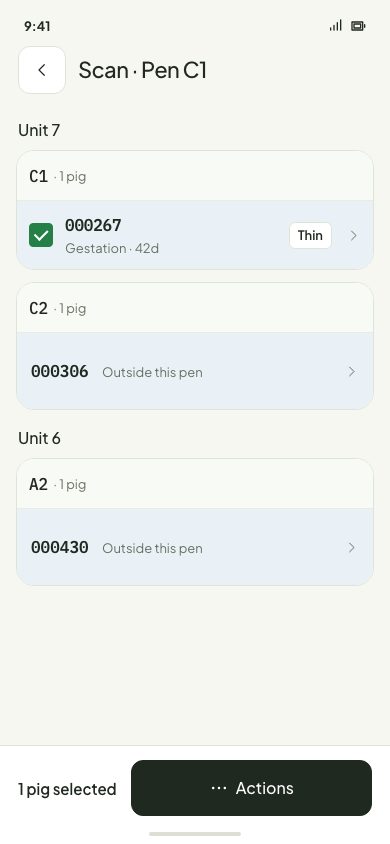 9:41
Scan · Pen C1
Unit 7
C1 · 1 pig
000267
Gestation · 42d
Thin
C2 · 1 pig
000306 Outside this pen
Unit 6
A2 · 1 pig
000430 Outside this pen
1 pig selected
··· Actions